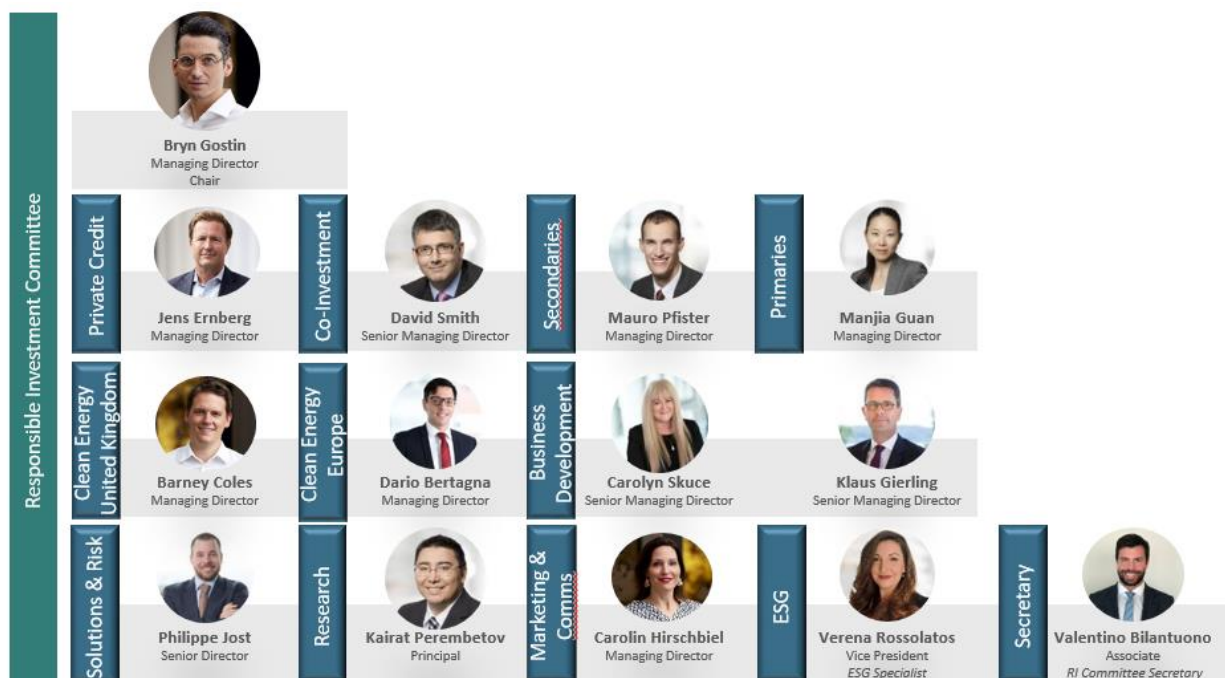 Responsible Investment Committee
Bryn Gostin
Managing Director
Chair
Private Credit
Jens Ernberg
Managing Director
Co-Investment
David Smith
Senior Managing Director
Secondaries
Mauro Pfister
Managing Director
Primaries
Manjia Guan
Managing Director
Clean Energy
United Kingdom
Barney Coles
Managing Director
Clean Energy
Europe
Dario Bertagna
Managing Director
Business
Development
Carolyn Skuce
Senior Managing Director
Klaus Gierling
Senior Managing Director
Solutions & Risk
Philippe Jost
Senior Director
Research
Kairat Perembetov
Principal
Marketing &
Comms
Carolin Hirschbiel
Managing Director
ESG
Verena Rossolatos
Vice President
ESG Specialist
Secretary
Valentino Bilantuono
Associate
RI Committee Secretary